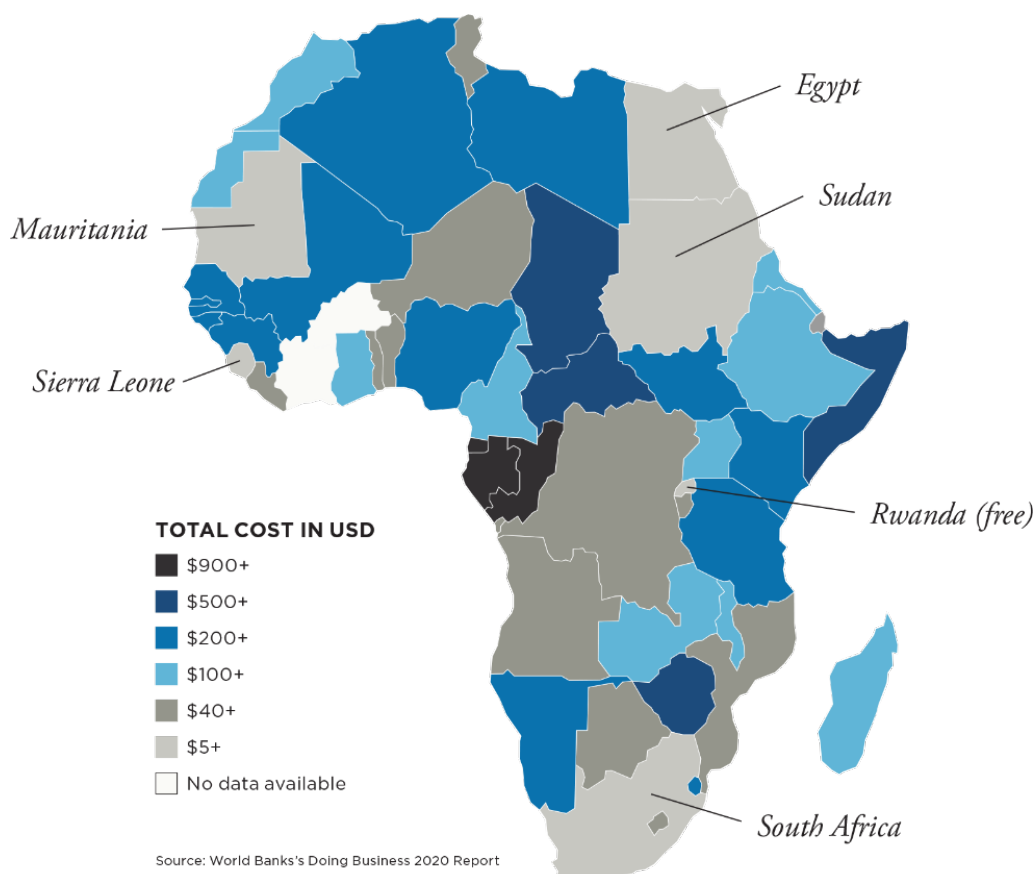 Egypt
Sudan
Mauritania
Sierra Leone
Rwanda (free)
TOTAL COST IN USD
$900+
$500+
$200+
$100+
$40+
$5+
No data available
South Africa
Source: World Banks's Doing Business 2020 Report